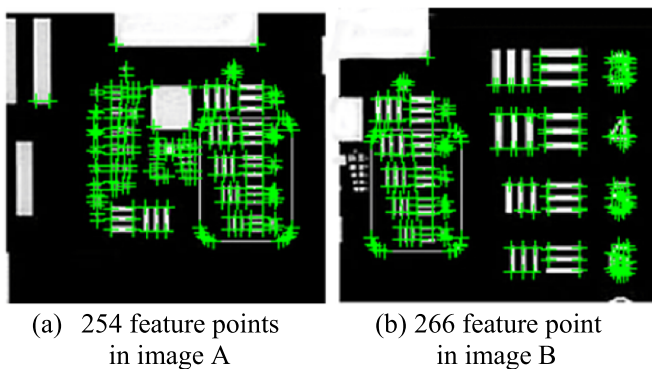 (a) 254 feature points
in image A
(b) 266 feature point
in image B